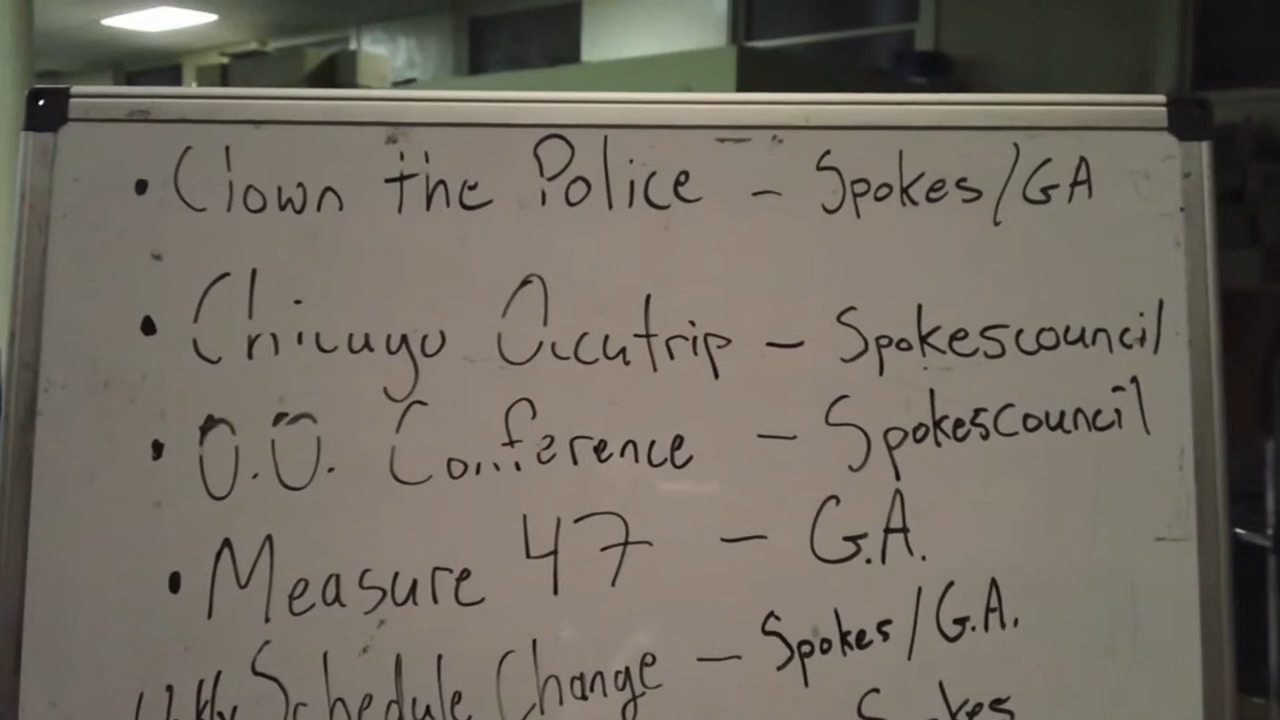 • Clown the Police - Spokes/GA
• Chicago Occutrip - Spokescouncil
• O.O. Conference - Spokescouncil
• Measure 47 - G.A.
Schedule Change - Spokes/G.A.